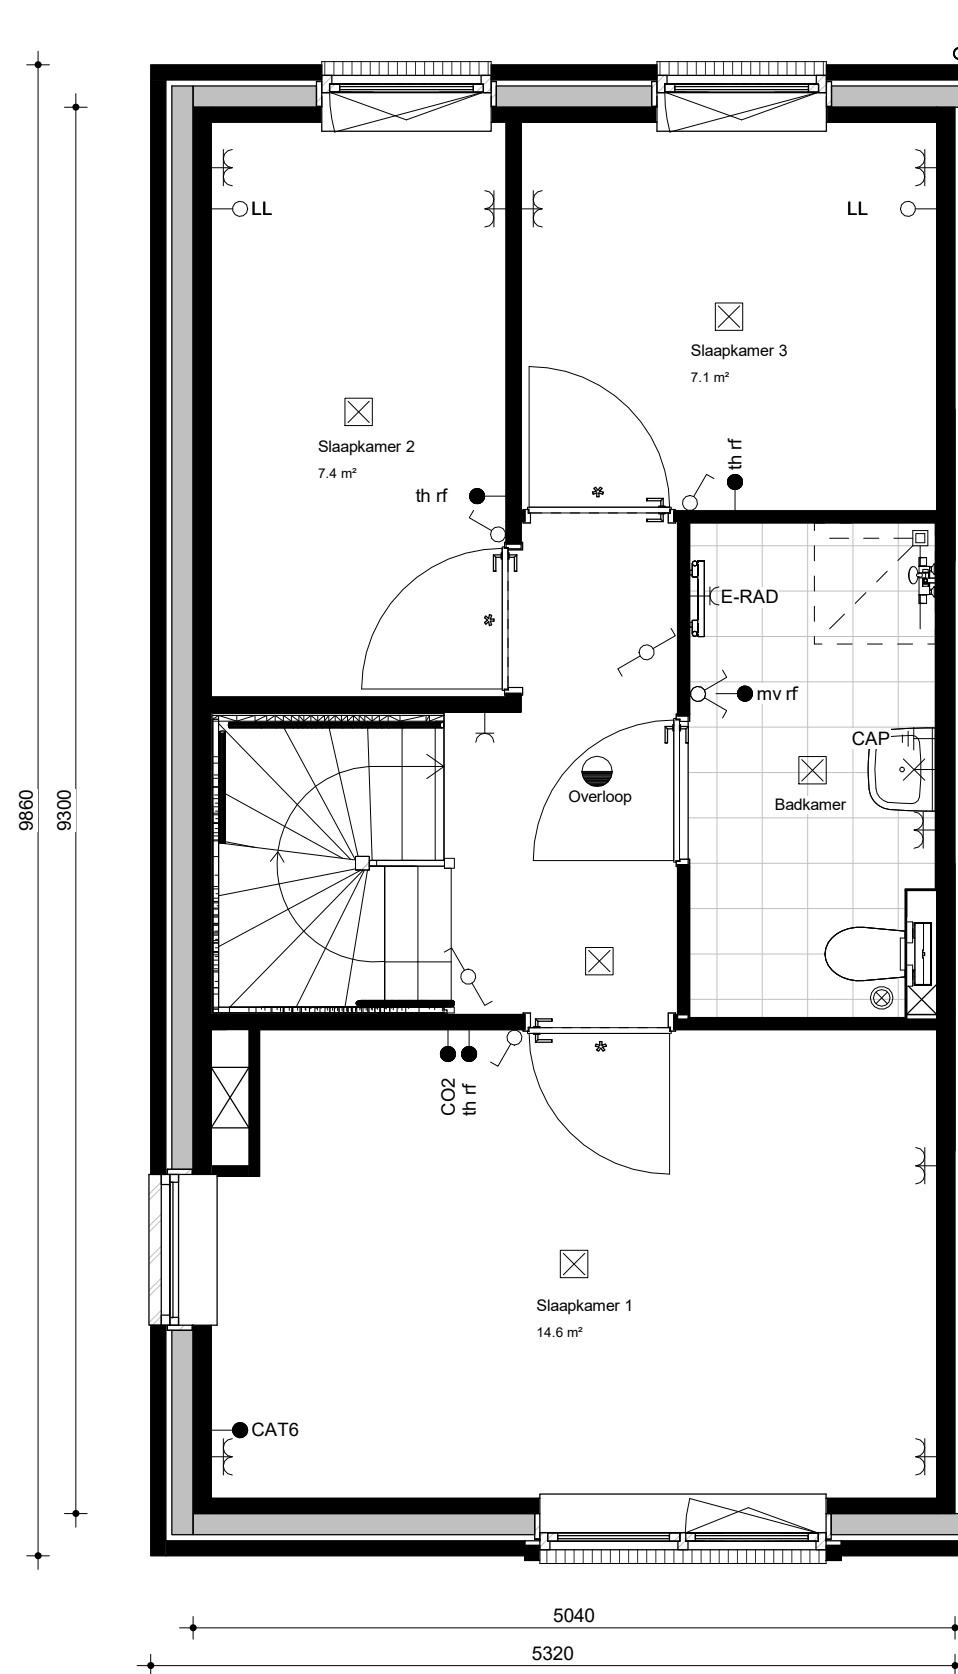 LL
LL
Slaapkamer 3
7.1 m²
th rf
Slaapkamer 2
7.4 m²
th rf
*
*
E-RAD
mv rf
CAP
Overloop
Badkamer
9860
9300
CO2
th rf
*
Slaapkamer 1
14.6 m²
CAT6
5040
5320